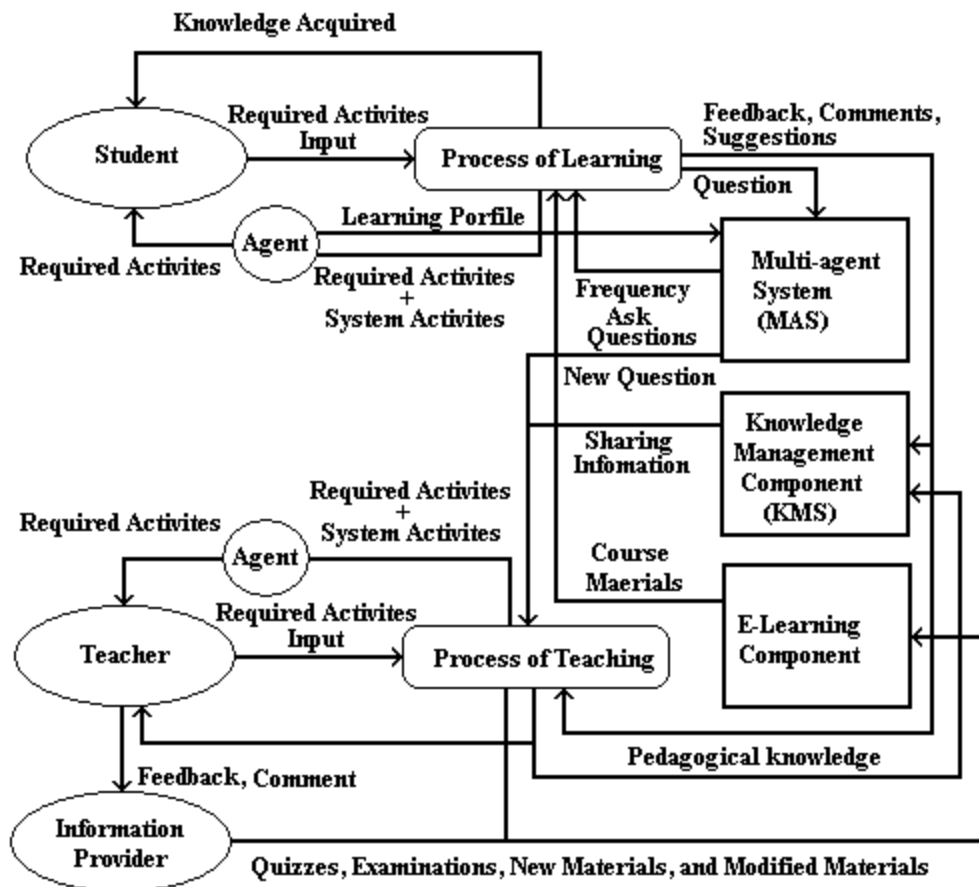 Knowledge Acquired
Required Activites
Input
Feedback, Comments,
Suggestions
Student
Process of Learning
Question
Learning Porfile
Agent
Required Activites
Required Activites
+
System Activites
Multi-agent
System
(MAS)
Frequency
Ask
Questions
New Question
Knowledge
Management
Component
(KMS)
Sharing
Infomation
Required Activites
+
System Activites
Required Activites
Agent
Course
Maerials
Required Activites
Input
E-Learning
Component
Teacher
Process of Teaching
Pedagogical knowledge
Feedback, Comment
Information
Provider
Quizzes, Examinations, New Materials, and Modified Materials